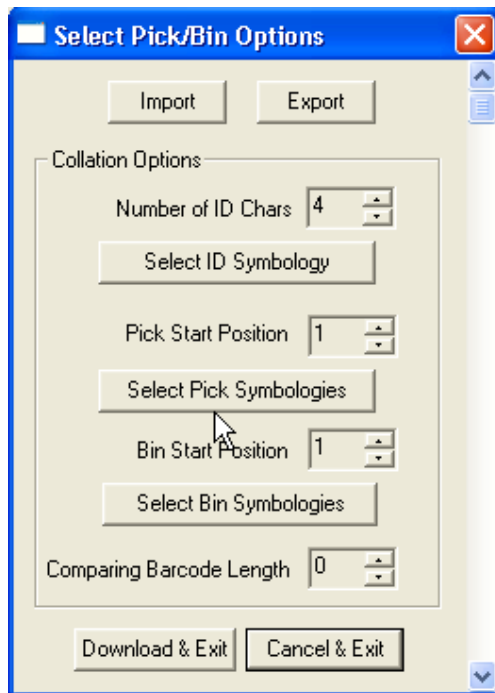 Select Pick/Bin Options
Import Export
Collation Options
Number of ID Chars 4
Select ID Symbology
Pick Start Position 1
Select Pick Symbologies
Bin Start Position 1
Select Bin Symbologies
Comparing Barcode Length 0
Download & Exit Cancel & Exit